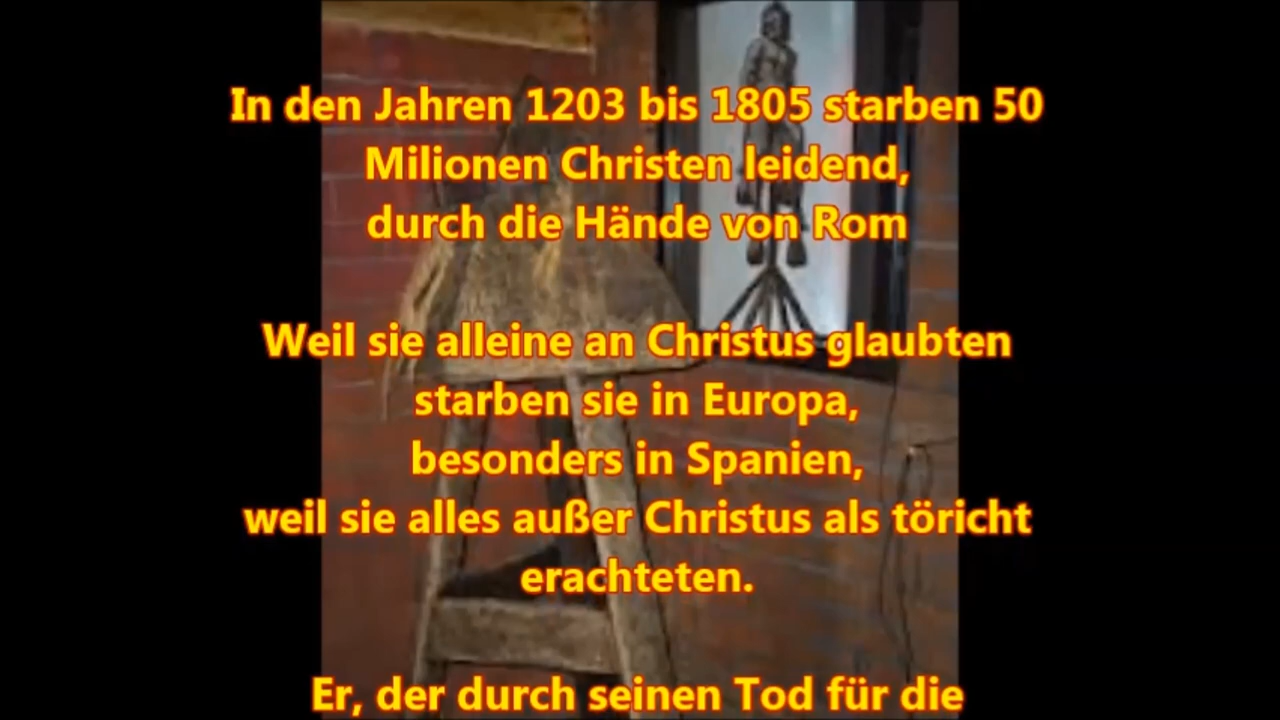 In den Jahren 1203 bis 1805 starben 50
Milionen Christen leidend,
durch die Hände von Rom
Weil sie alleine an Christus glaubten
starben sie in Europa,
besonders in Spanien,
weil sie alles außer Christus als töricht
erachteten.
Er, der durch seinen Tod für die